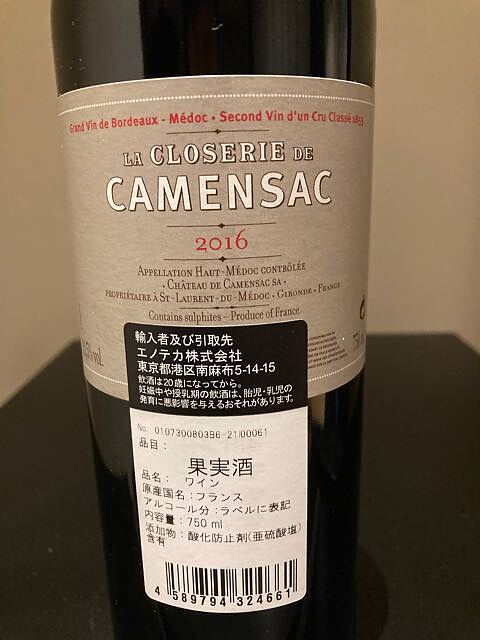 Grand Vin de Bordeaux - Médoc · Second Vin d'un Cru Classé 1855
LA CLOSERIE DE
CAMENSAC
2016
APPELLATION HAUT-MÉDOC CONTRÔLÉE
· CHÂTEAU DE CAMENSAC SA ·
PROPRIÉTAIRE À ST-LAURENT-DU-MÉDOC · GIRONDE · FRANCE
Contains sulphites – Produce of France
輸入者及び引取先
エノテカ株式会社
東京都港区南麻布5-14-15
飲酒は20歳になってから。
妊娠中や授乳期の飲酒は、胎児・乳児の
発育に悪影響を与えるおそれがあります。
No. 0107300803B6-21100061
品目：
果実酒
品名： ワイン
原産国名：フランス
アルコール分：ラベルに表記
内容量：750 ml
添加物：酸化防止剤(亜硫酸塩)
含有
4 589794 324661